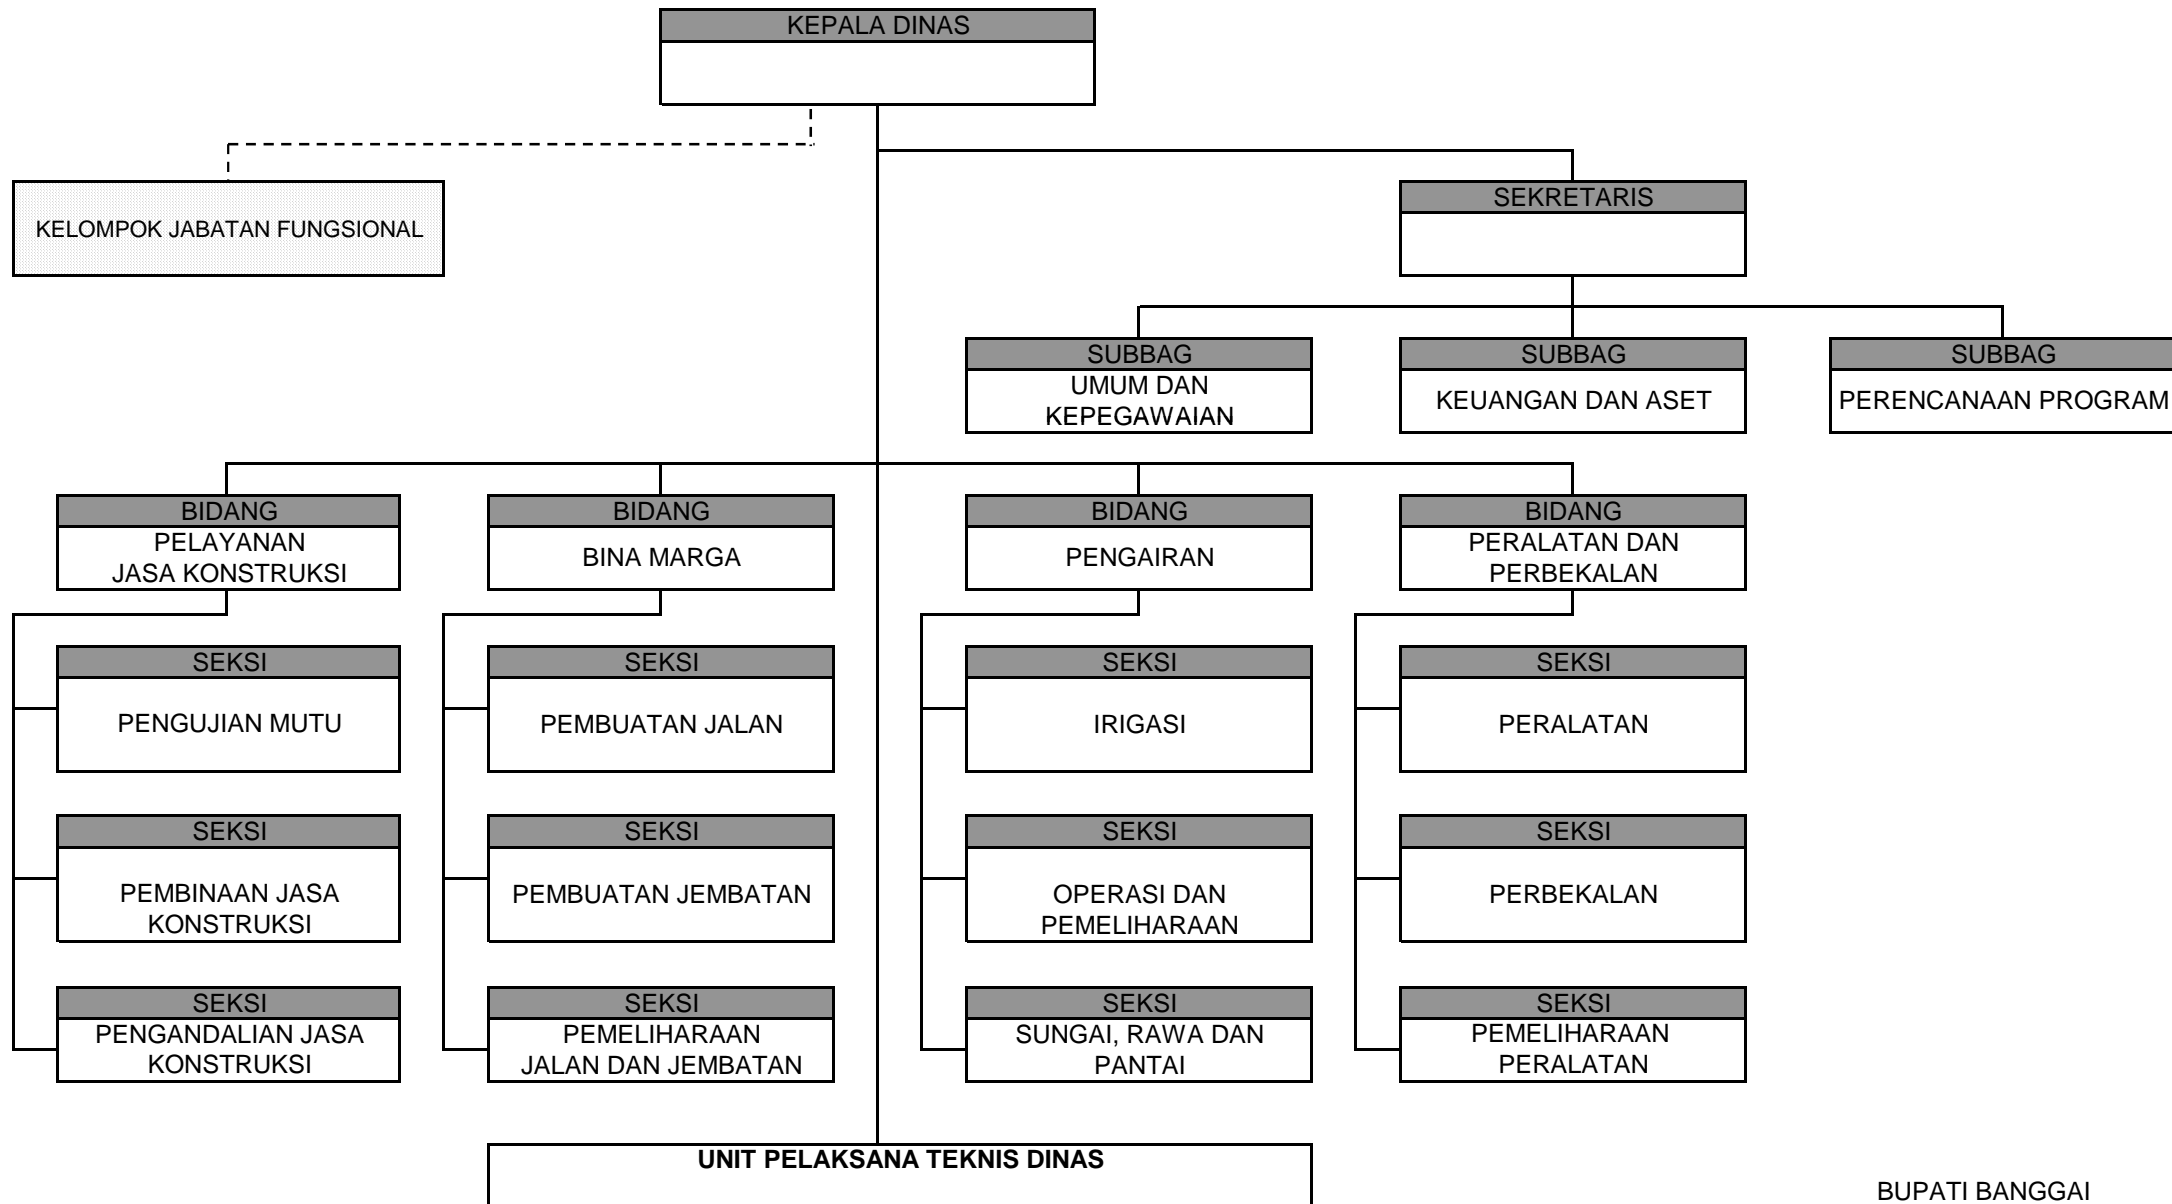 KEPALA DINAS
KELOMPOK JABATAN FUNGSIONAL
SEKRETARIS
SUBBAG
UMUM DAN
KEPEGAWAIAN
SUBBAG
KEUANGAN DAN ASET
SUBBAG
PERENCANAAN PROGRAM
BIDANG
PELAYANAN
JASA KONSTRUKSI
BIDANG
BINA MARGA
BIDANG
PENGAIRAN
BIDANG
PERALATAN DAN
PERBEKALAN
SEKSI
PENGUJIAN MUTU
SEKSI
PEMBUATAN JALAN
SEKSI
IRIGASI
SEKSI
PERALATAN
SEKSI
PEMBINAAN JASA
KONSTRUKSI
SEKSI
PEMBUATAN JEMBATAN
SEKSI
OPERASI DAN
PEMELIHARAAN
SEKSI
PERBEKALAN
SEKSI
PENGANDALIAN JASA
KONSTRUKSI
SEKSI
PEMELIHARAAN
JALAN DAN JEMBATAN
SEKSI
SUNGAI, RAWA DAN
PANTAI
SEKSI
PEMELIHARAAN
PERALATAN
UNIT PELAKSANA TEKNIS DINAS
BUPATI BANGGAI